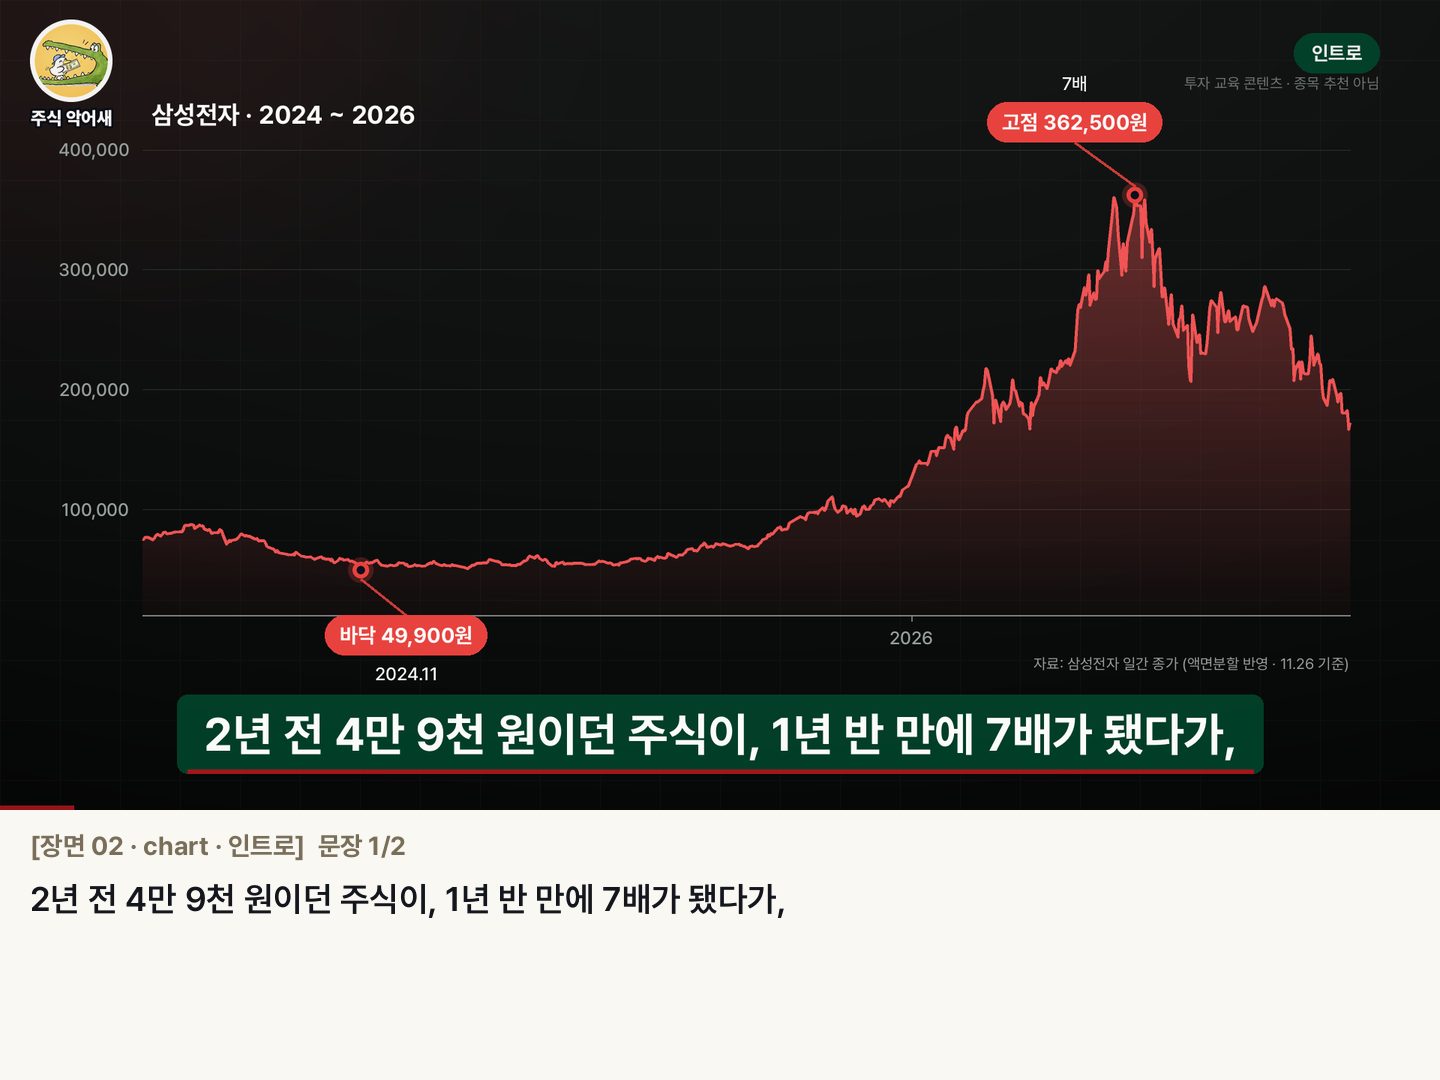 인트로
투자 교육 콘텐츠 · 종목 추천 아님
주식 악어새
삼성전자 · 2024 ~ 2026
7배
고점 362,500원
400,000
300,000
200,000
100,000
바닥 49,900원
2024.11
2026
자료: 삼성전자 일간 종가 (액면분할 반영 · 11.26 기준)
2년 전 4만 9천 원이던 주식이, 1년 반 만에 7배가 됐다가,
[장면 02 · chart · 인트로] 문장 1/2
2년 전 4만 9천 원이던 주식이, 1년 반 만에 7배가 됐다가,